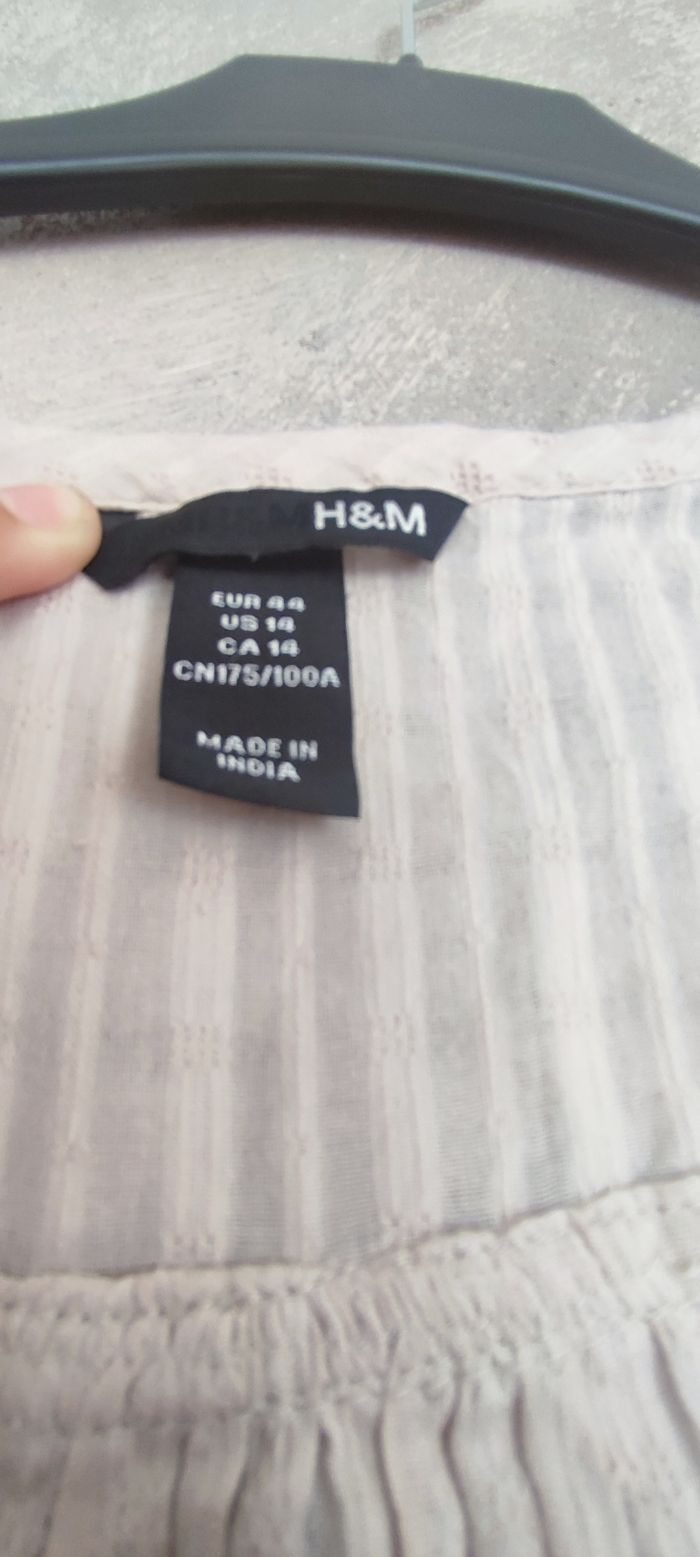 H&M
EUR 44
US 14
CA 14
CN175/100A
MADE IN
INDIA